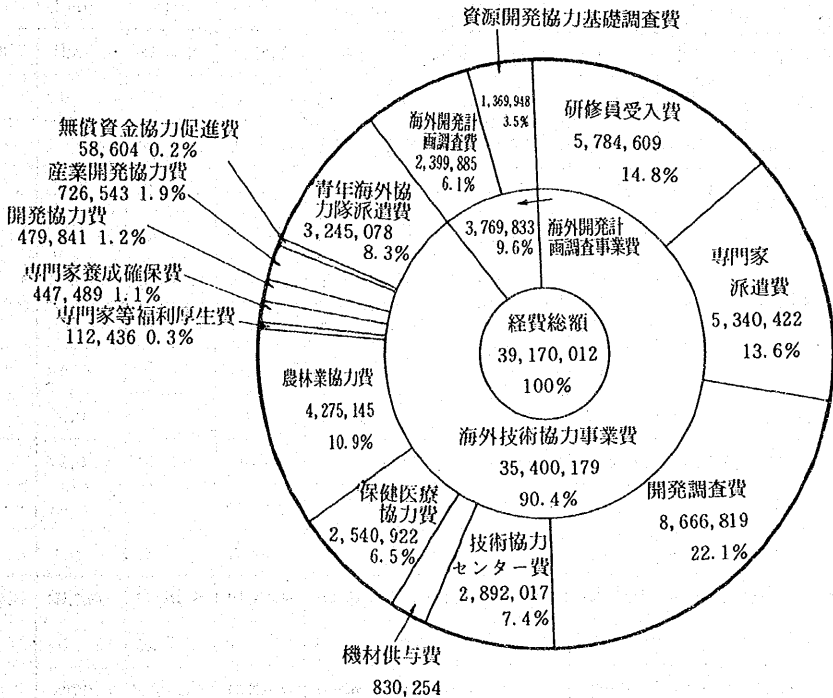 資源開発協力基礎調査費
1,369,948
3.5%
研修員受入費
5,784,609
14.8%
専門家
派遣費
5,340,422
13.6%
開発調査費
8,666,819
22.1%
技術協力
センター費
2,892,017
7.4%
機材供与費
830,254
保健医療
協力費
2,540,922
6.5%
農林業協力費
4,275,145
10.9%
専門家等福利厚生費
112,436 0.3%
専門家養成確保費
447,489 1.1%
開発協力費
479,841 1.2%
産業開発協力費
726,543 1.9%
無償資金協力促進費
58,604 0.2%
青年海外協
力隊派遣費
3,245,078
8.3%
海外開発計
画調査費
2,399,885
6.1%
3,769,833
9.6%
海外開発計
画調査事業費
経費総額
39,170,012
100%
海外技術協力事業費
35,400,179
90.4%